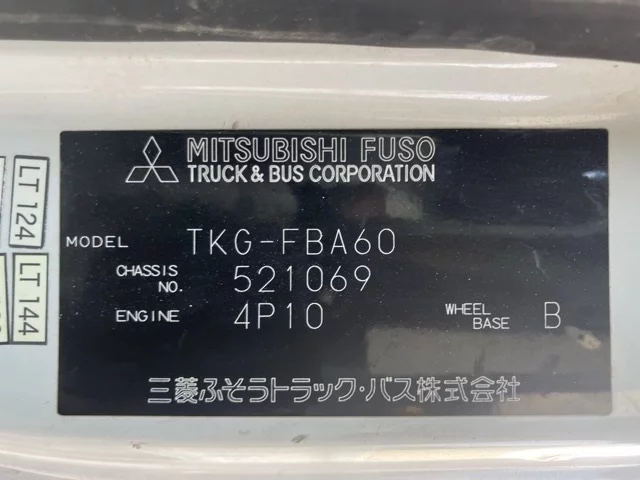 MITSUBISHI FUSO
TRUCK & BUS CORPORATION
MODEL TKG-FBA60
CHASSIS NO. 521069
ENGINE 4P10 WHEEL BASE B
三菱ふそうトラック・バス株式会社
LT 124
LT 144